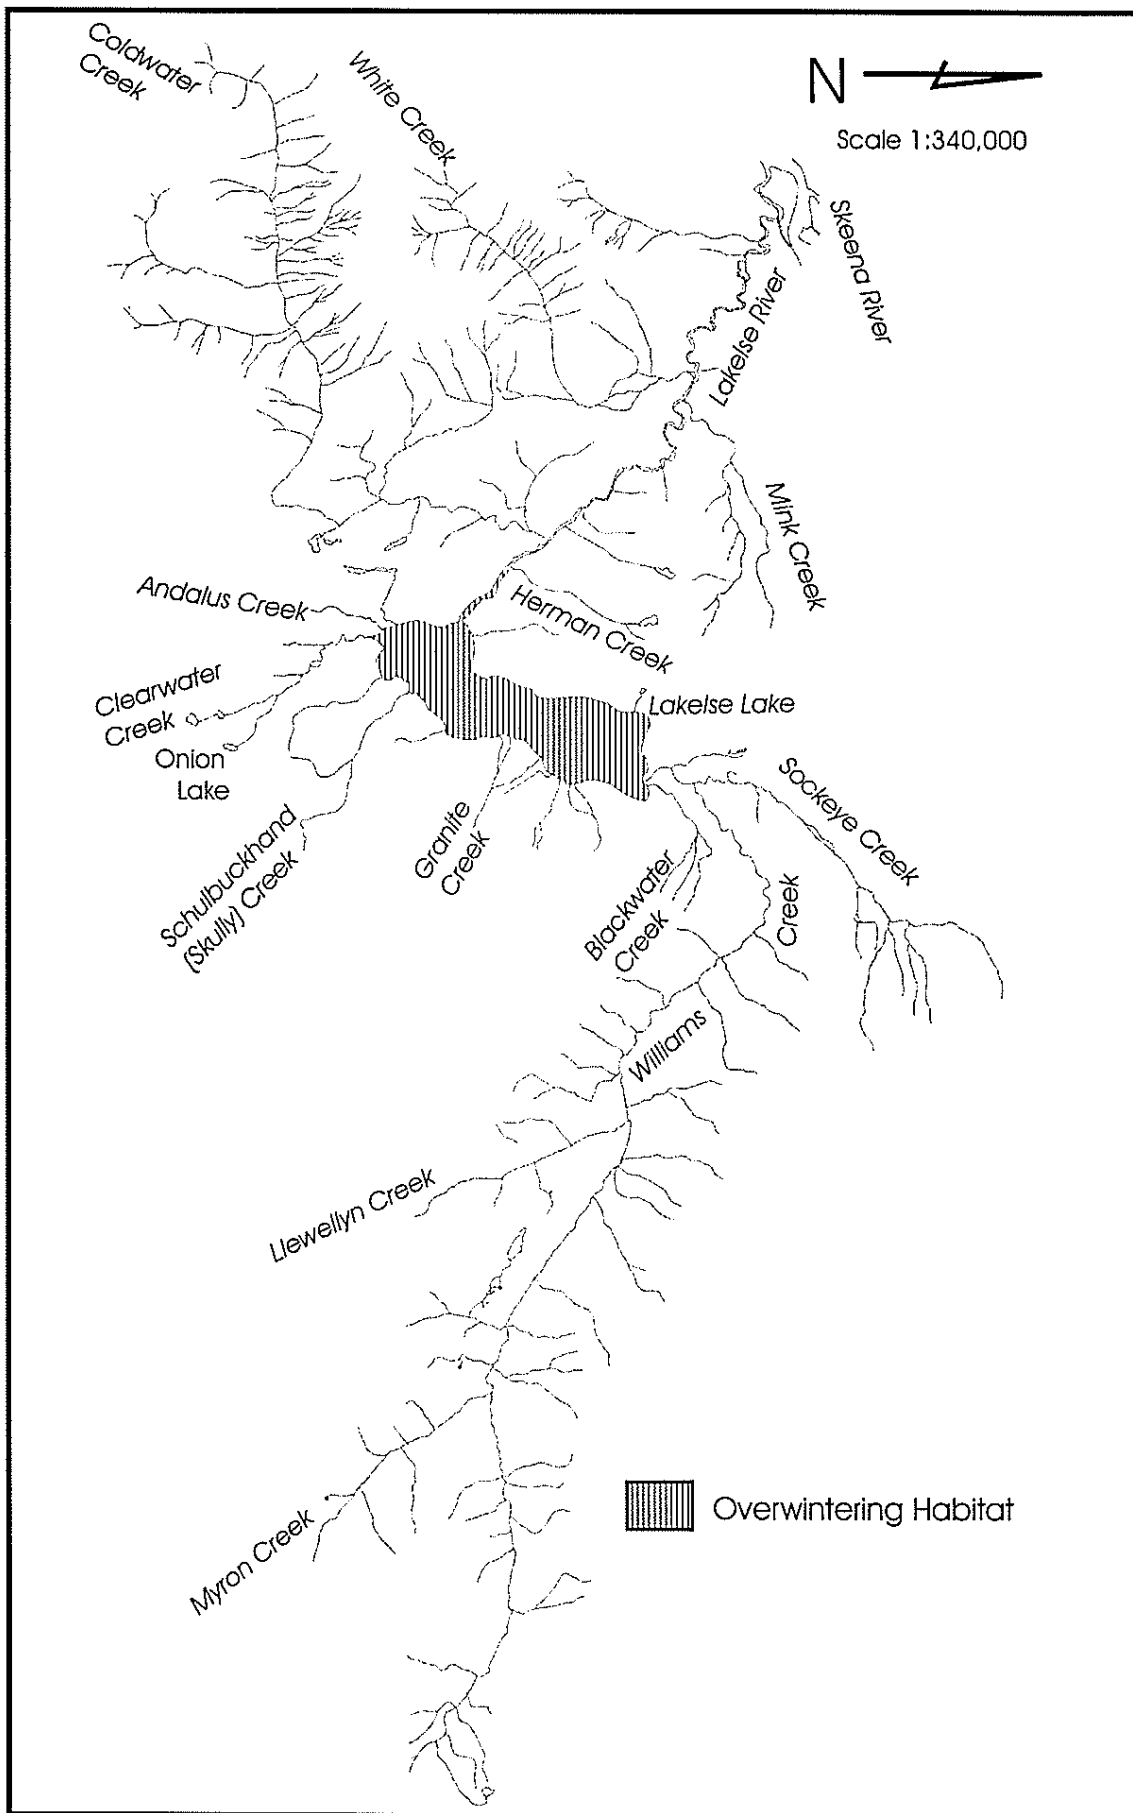 Coldwater
Creek
White Creek
N
Scale 1:340,000
Skeena River
Lakelse River
Mink Creek
Andalus Creek
Herman Creek
Clearwater
Creek
Lakelse Lake
Onion
Lake
Sockeye Creek
Granite
Creek
Schulbuckhand
(Skully) Creek
Blackwater
Creek
Creek
Williams
Llewellyn Creek
Overwintering Habitat
Myron Creek